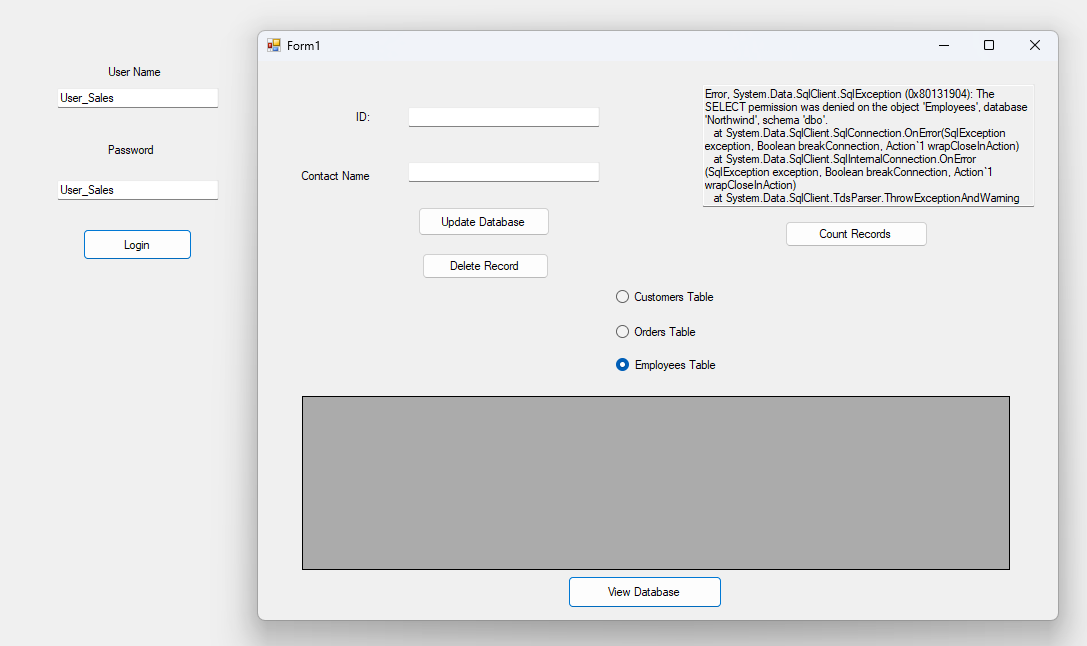 Form1
User Name
User_Sales
Password
User_Sales
Login
ID:
Contact Name
Update Database
Delete Record
Error, System.Data.SqlClient.SqlException (0x80131904): The
SELECT permission was denied on the object 'Employees', database
'Northwind', schema 'dbo'.
at System.Data.SqlClient.SqlConnection.OnError(SqlException
exception, Boolean breakConnection, Action`1 wrapCloseInAction)
at System.Data.SqlClient.SqlInternalConnection.OnError
(SqlException exception, Boolean breakConnection, Action`1
wrapCloseInAction)
at System.Data.SqlClient.TdsParser.ThrowExceptionAndWarning
Count Records
Customers Table
Orders Table
Employees Table
View Database